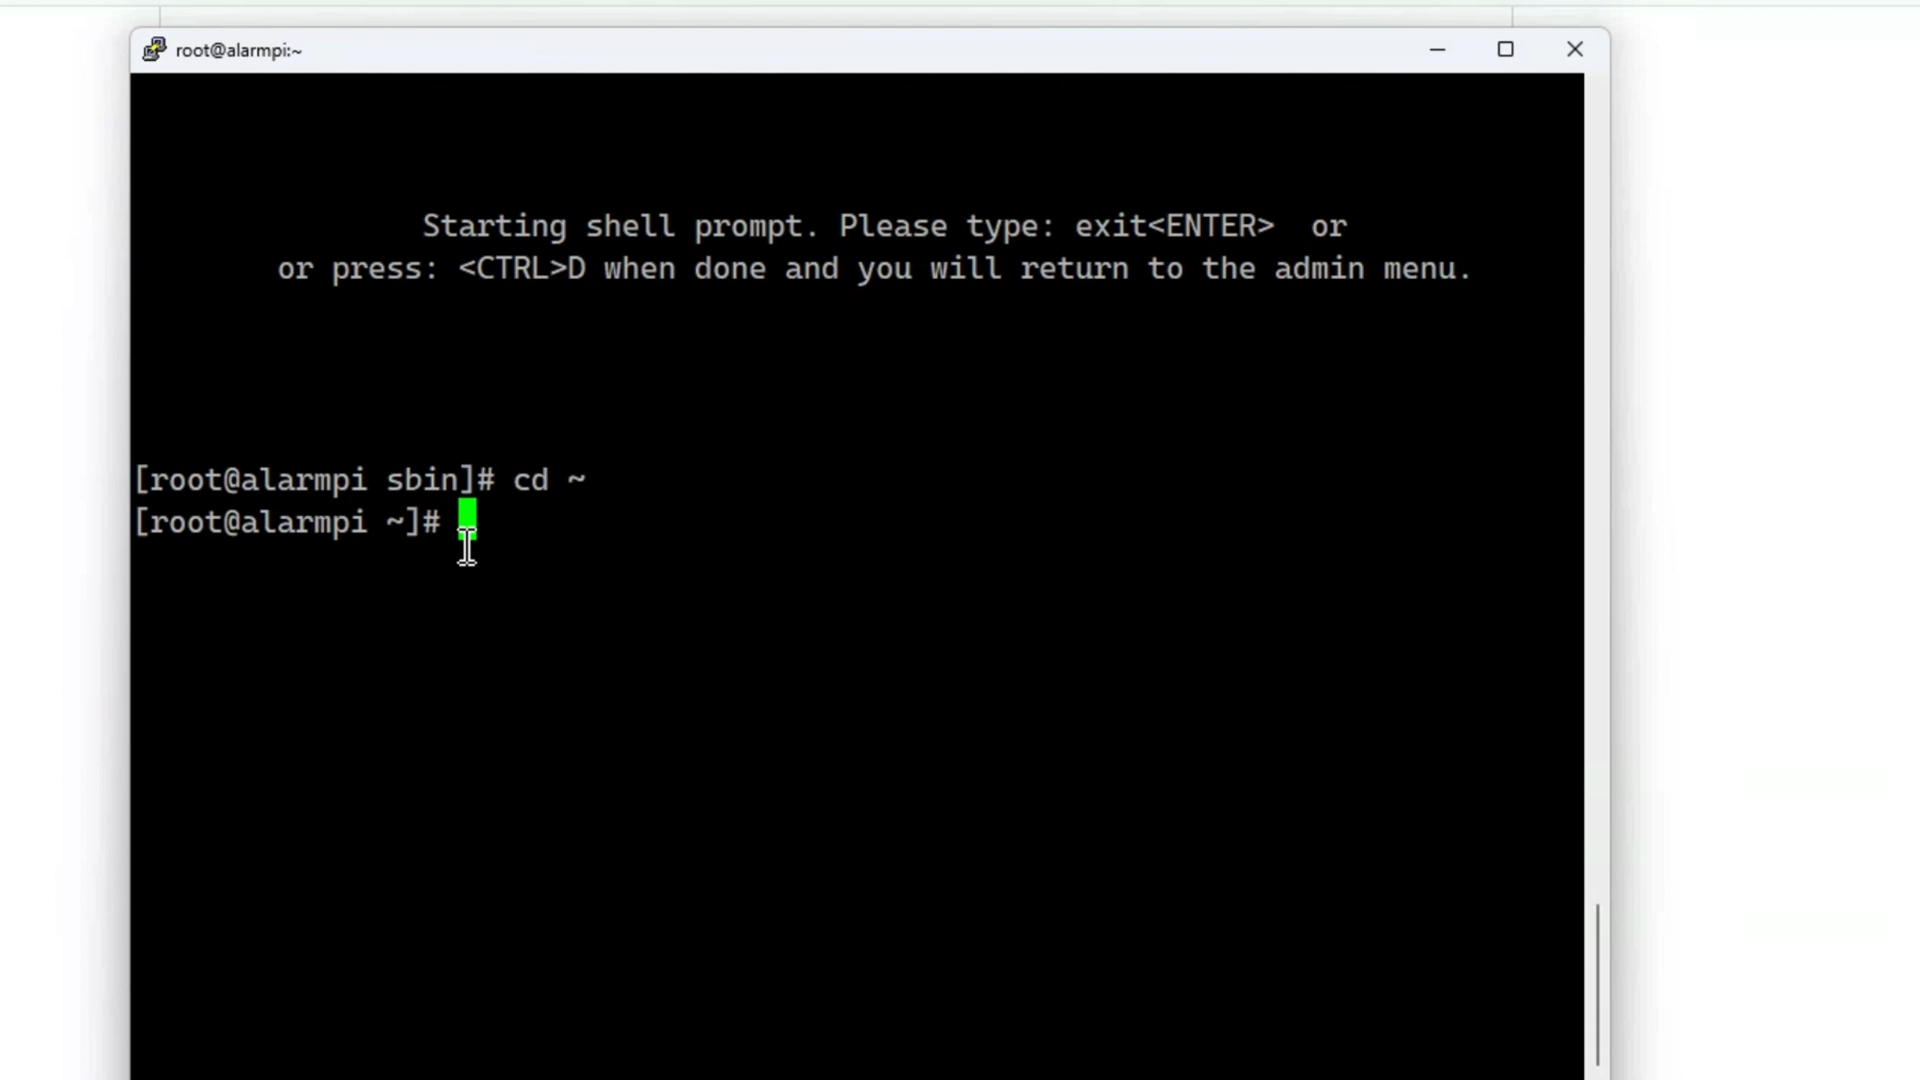 root@alarmpi:~
Starting shell prompt. Please type: exit<ENTER>  or
or press: <CTRL>D when done and you will return to the admin menu.
[root@alarmpi sbin]# cd ~
[root@alarmpi ~]#